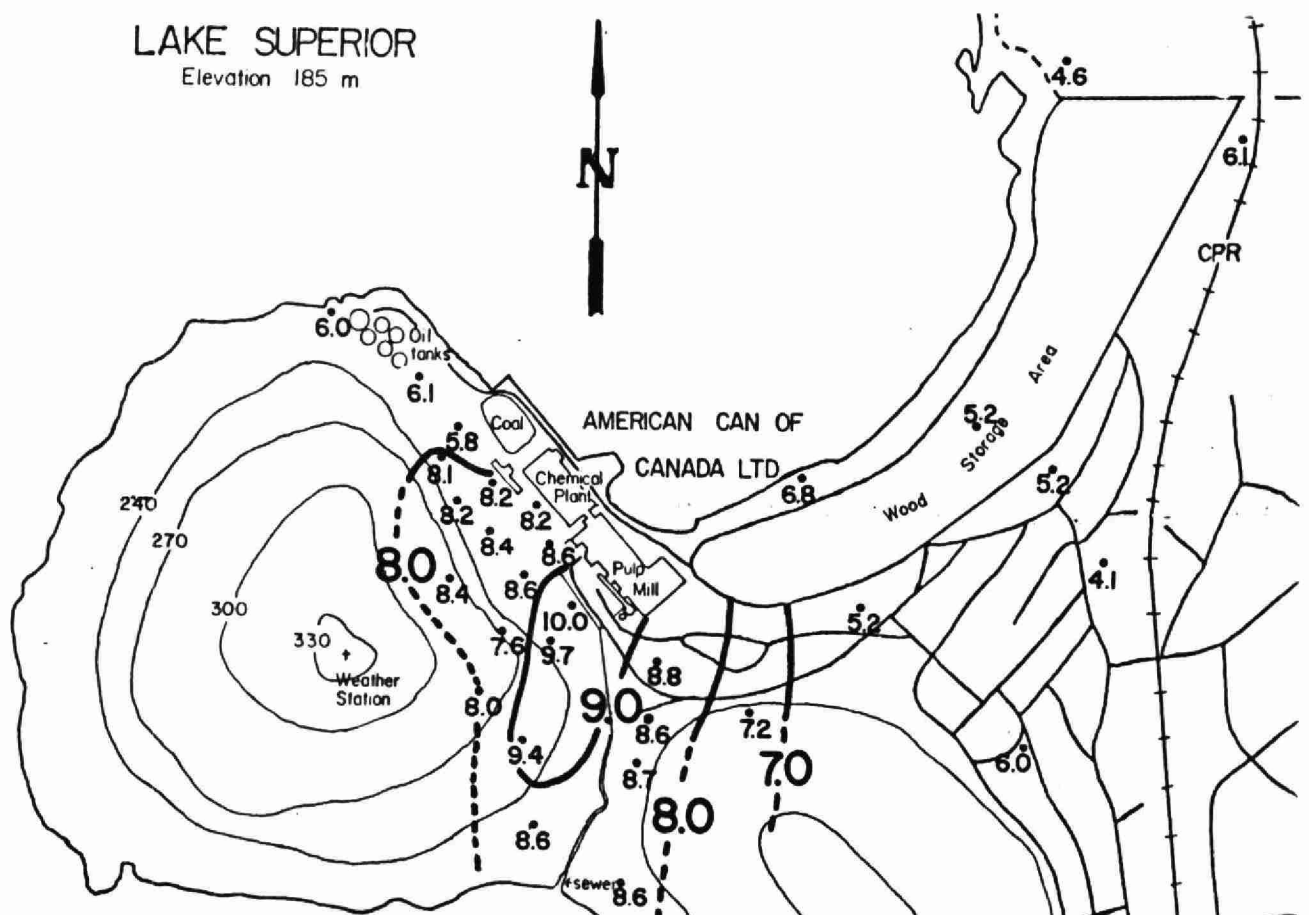 LAKE SUPERIOR
Elevation 185 m
N
4.6
6.1
CPR
6.0
Oil
tanks
6.1
Coal
AMERICAN CAN OF
CANADA LTD
5.8
8.1
Chemical
Plant
8.2
8.2
8.2
6.8
5.2
5.2
Wood Storage Area
240
270
8.4
8.6
8.0
8.4
8.6
Pulp
Mill
4.1
300
10.0
5.2
330
7.6
9.7
Weather
Station
8.8
8.0
9.0
8.6
7.2
9.4
8.7
7.0
6.0
8.0
8.6
sewer
8.6